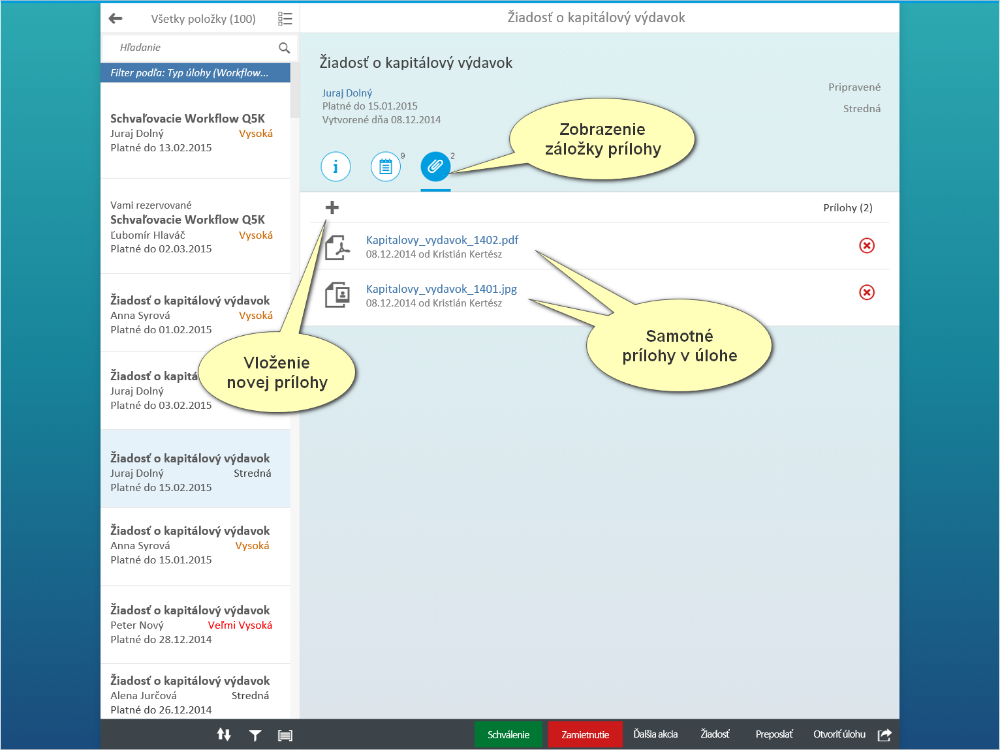 Všetky položky (100)
Žiadosť o kapitálový výdavok
Hľadanie
Filter podľa: Typ úlohy (Workflow...
Schvaľovacie Workflow Q5K
Juraj Dolný Vysoká
Platné do 13.02.2015
Vami rezervované
Schvaľovacie Workflow Q5K
Ľubomír Hlaváč Vysoká
Platné do 02.03.2015
Žiadosť o kapitálový výdavok
Anna Syrová Vysoká
Platné do 01.02.2015
Žiadosť o kapitá
Juraj Dolný
Platné do 03.02.2015
Žiadosť o kapitálový výdavok
Juraj Dolný Stredná
Platné do 15.02.2015
Žiadosť o kapitálový výdavok
Anna Syrová Vysoká
Platné do 15.01.2015
Žiadosť o kapitálový výdavok
Peter Nový Veľmi Vysoká
Platné do 28.12.2014
Žiadosť o kapitálový výdavok
Alena Jurčová Stredná
Platné do 26.12.2014
Žiadosť o kapitálový výdavok
Juraj Dolný
Platné do 15.01.2015
Vytvorené dňa 08.12.2014
Pripravené
Stredná
Zobrazenie
záložky prílohy
9
2
Prílohy (2)
Kapitalovy_vydavok_1402.pdf
08.12.2014 od Kristián Kertész
Kapitalovy_vydavok_1401.jpg
08.12.2014 od Kristián Kertész
Vloženie
novej prílohy
Samotné
prílohy v úlohe
Schválenie Zamietnutie Ďalšia akcia Žiadosť Preposlať Otvoriť úlohu